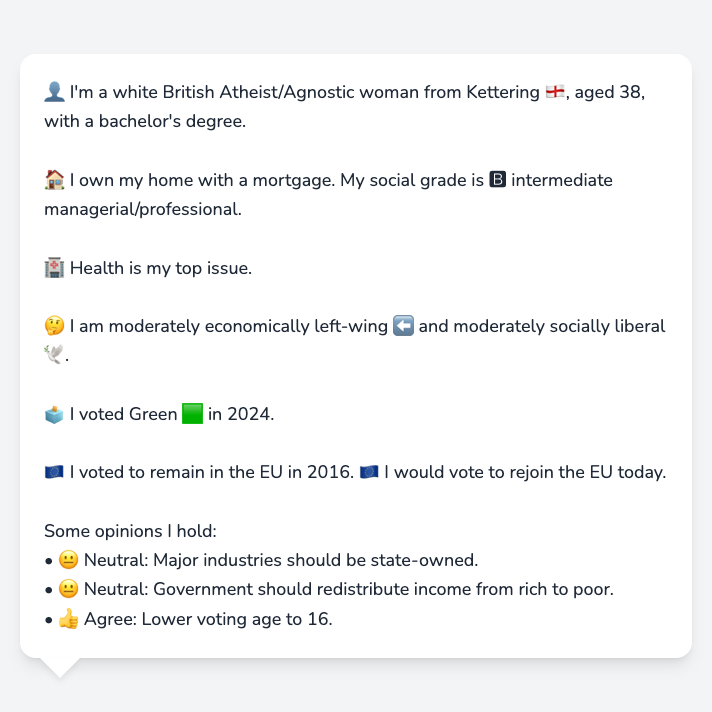 👤 I'm a white British Atheist/Agnostic woman from Kettering 🏴󠁧󠁢󠁥󠁮󠁧󠁿, aged 38,
with a bachelor's degree.
🏠 I own my home with a mortgage. My social grade is 🅱 intermediate
managerial/professional.
🏥 Health is my top issue.
🤔 I am moderately economically left-wing ⬅️ and moderately socially liberal
🕊️.
🗳️ I voted Green 🟩 in 2024.
🇪🇺 I voted to remain in the EU in 2016. 🇪🇺 I would vote to rejoin the EU today.
Some opinions I hold:
• 😐 Neutral: Major industries should be state-owned.
• 😐 Neutral: Government should redistribute income from rich to poor.
• 👍 Agree: Lower voting age to 16.